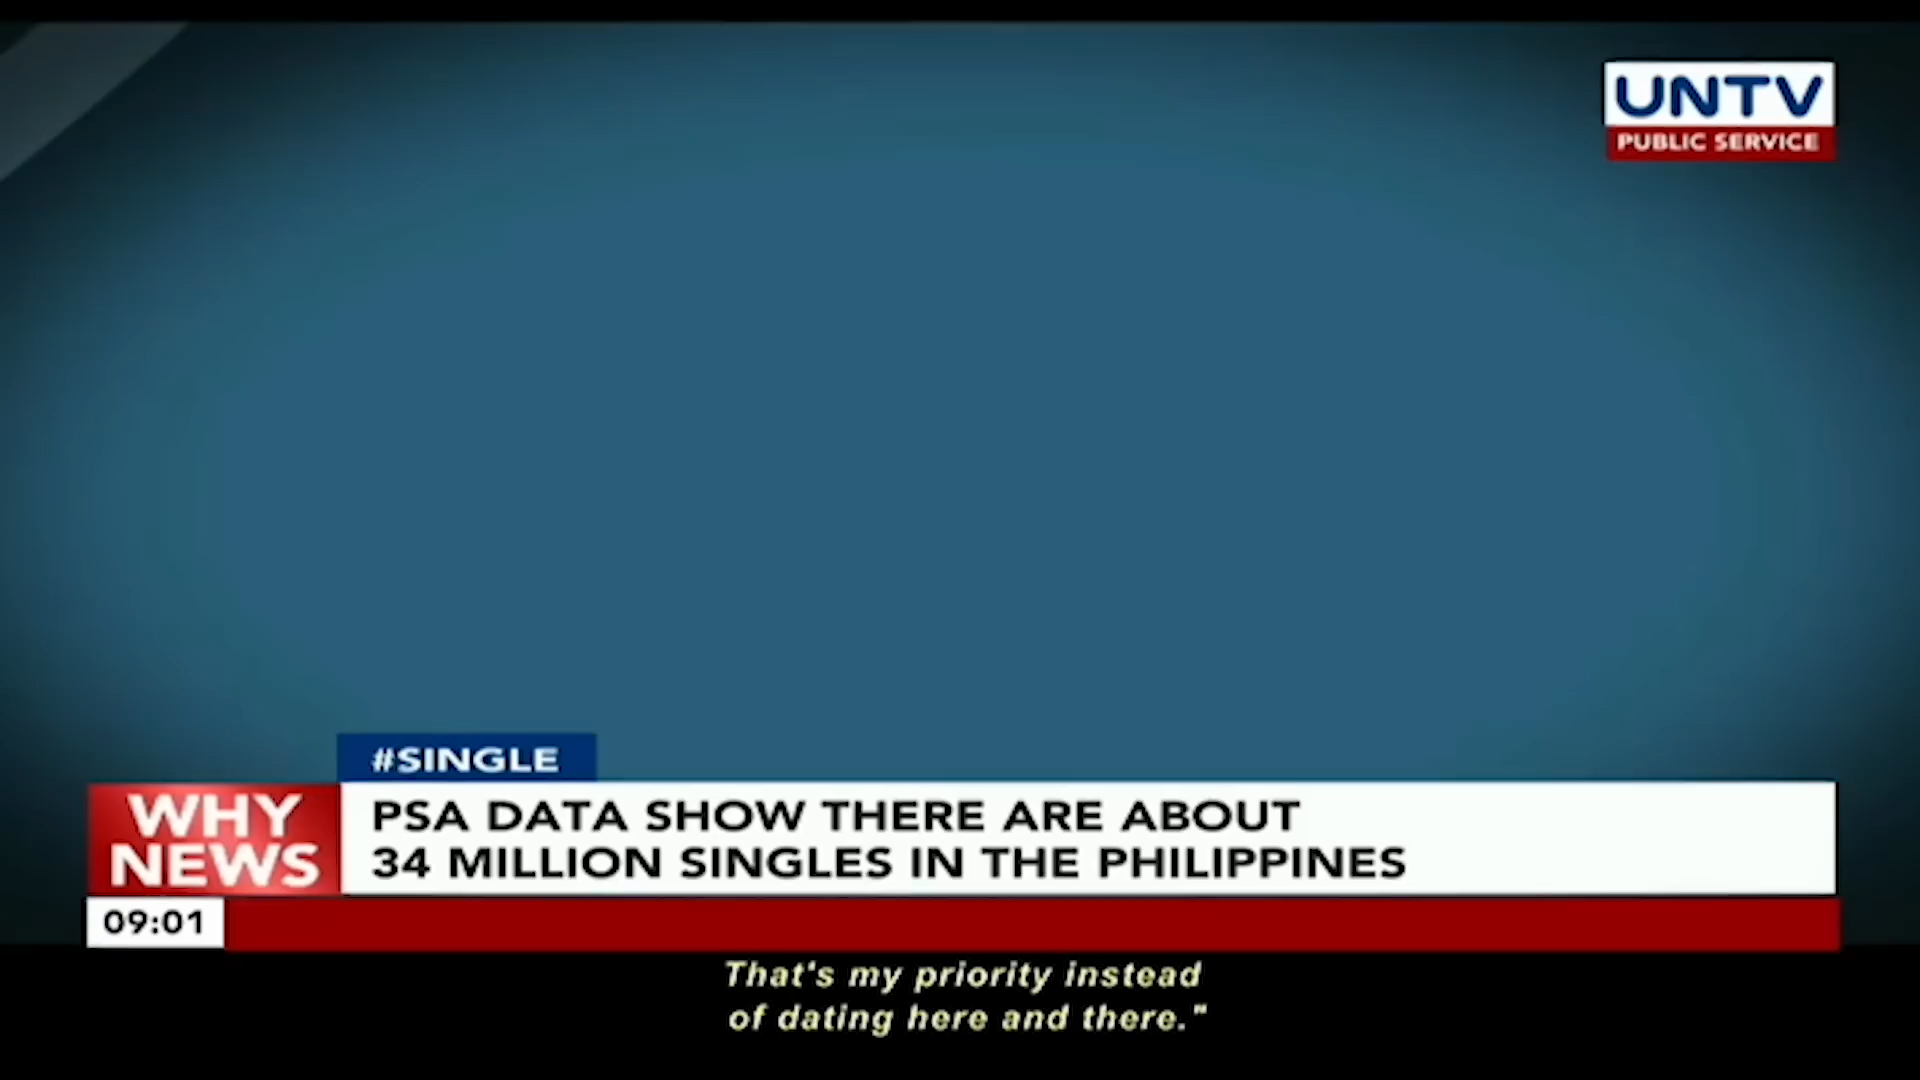 UNTV
PUBLIC SERVICE
#SINGLE
WHY
NEWS
PSA DATA SHOW THERE ARE ABOUT
34 MILLION SINGLES IN THE PHILIPPINES
09:01
That's my priority instead
of dating here and there."